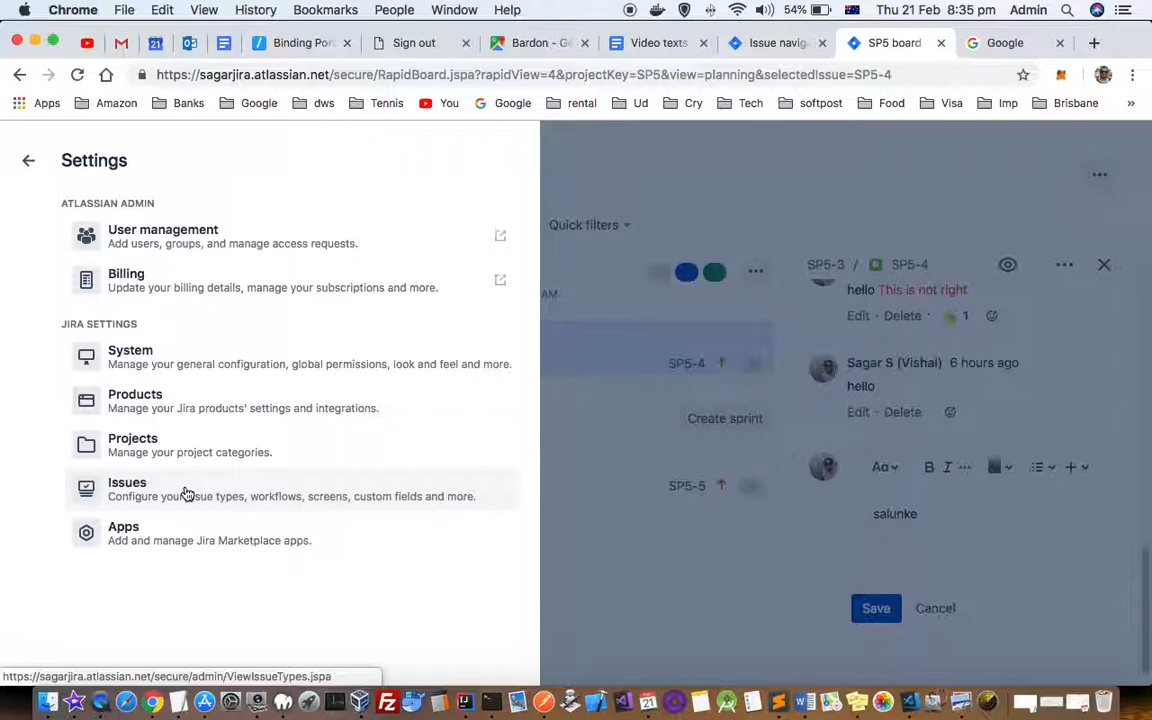 Chrome File Edit View History Bookmarks People Window Help 54% Thu 21 Feb 8:35 pm Admin
Binding Por Sign out Bardon - G Video texts Issue navig SP5 board Google
https://sagarjira.atlassian.net/secure/RapidBoard.jspa?rapidView=4&projectKey=SP5&view=planning&selectedIssue=SP5-4
Apps Amazon Banks Google dws Tennis You Google rental Ud Cry Tech softpost Food Visa Imp Brisbane »
Settings
ATLASSIAN ADMIN
User management
Add users, groups, and manage access requests.
Billing
Update your billing details, manage your subscriptions and more.
JIRA SETTINGS
System
Manage your general configuration, global permissions, look and feel and more.
Products
Manage your Jira products' settings and integrations.
Projects
Manage your project categories.
Issues
Configure your issue types, workflows, screens, custom fields and more.
Apps
Add and manage Jira Marketplace apps.
Quick filters
AM
SP5-4
Create sprint
SP5-5
SP5-3 / SP5-4
hello This is not right
Edit · Delete · 1
Sagar S (Vishal) 6 hours ago
hello
Edit · Delete
Aa B I ...
salunke
Save Cancel
https://sagarjira.atlassian.net/secure/admin/ViewIssueTypes.jspa
21